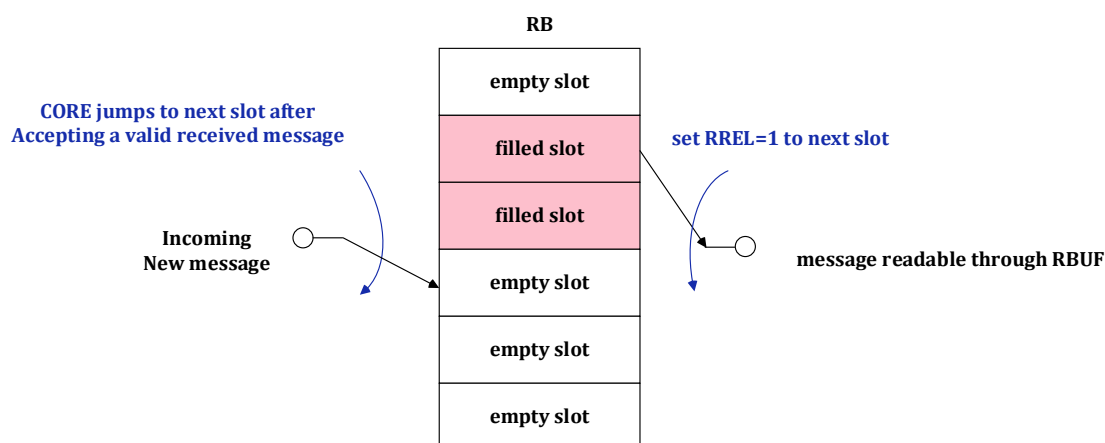 RB
empty slot
CORE jumps to next slot after
Accepting a valid received message
filled slot
set RREL=1 to next slot
filled slot
Incoming
New message
message readable through RBUF
empty slot
empty slot
empty slot